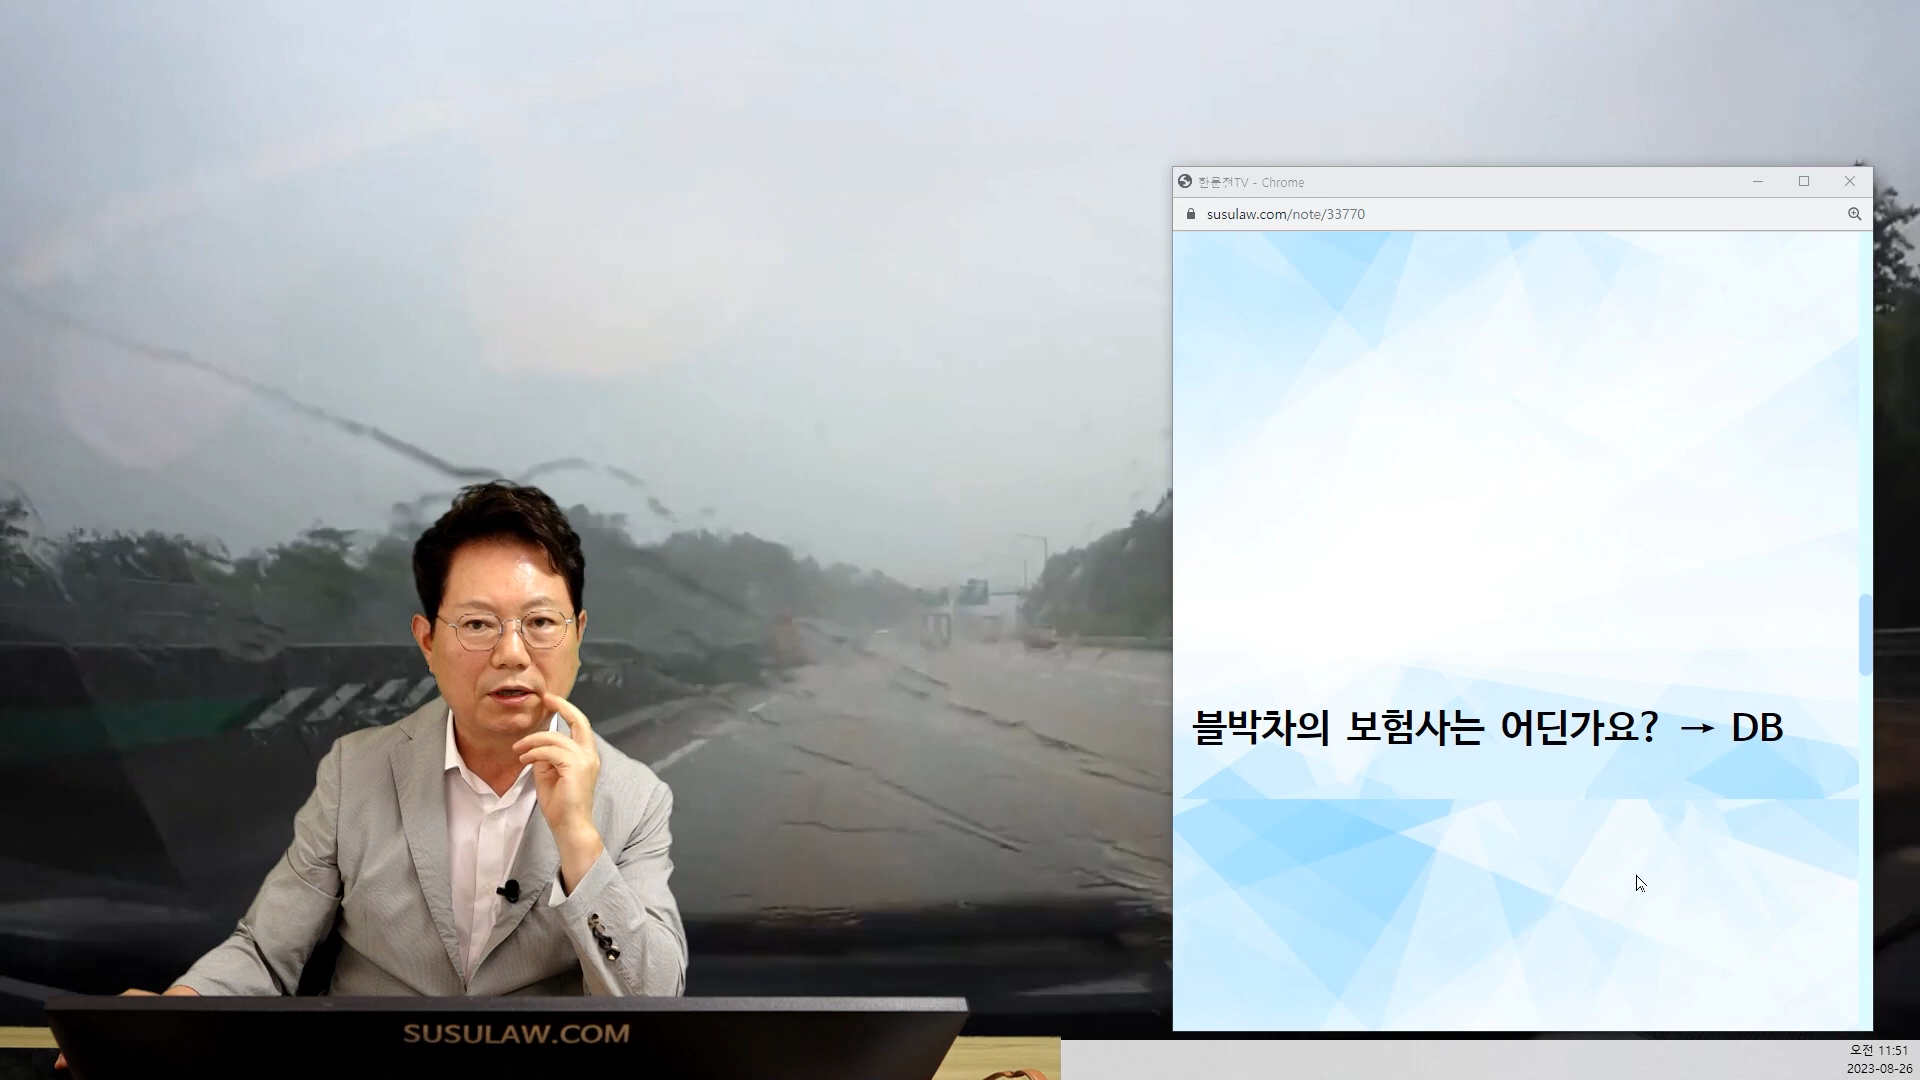 한문철TV - Chrome
susulaw.com/note/33770
블박차의 보험사는 어딘가요? → DB
SUSULAW.COM
오전 11:51
2023-08-26